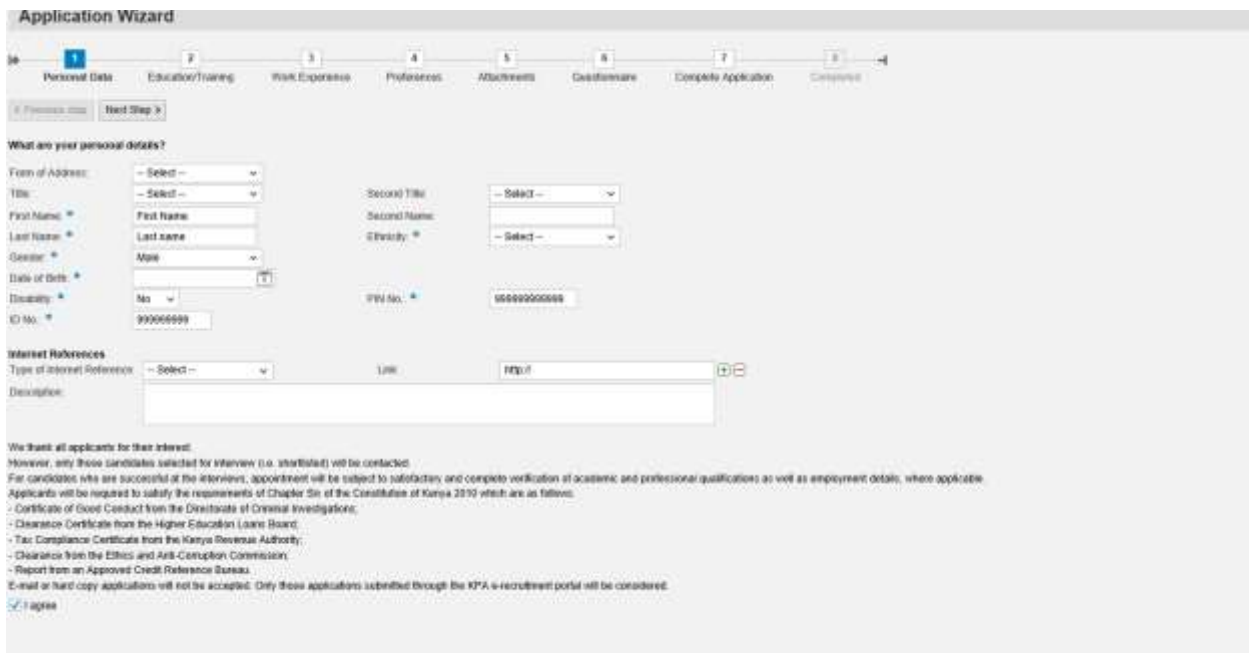 Application Wizard
1 2 3 4 5 6 7 8
Personal Data Education/Training Work Experience Preferences Attachments Questionnaire Complete Application Completed
Previous Step Next Step
What are your personal details?
Form of Address: -- Select --
Title: -- Select -- Second Title -- Select --
First Name: * First Name Second Name:
Last Name: * Last name Ethnicity: * -- Select --
Gender: * Male
Date of Birth: *
Disability: * No PIN No.: * 999999999999
ID No.: * 999999999
Internet References
Type of Internet Reference: -- Select -- Link http://
Description:
We thank all applicants for their interest.
However, only those candidates selected for interview (i.e. shortlisted) will be contacted.
For candidates who are successful at the interviews, appointment will be subject to satisfactory and complete verification of academic and professional qualifications as well as employment details, where applicable.
Applicants will be required to satisfy the requirements of Chapter Six of the Constitution of Kenya 2010 which are as follows:
- Certificate of Good Conduct from the Directorate of Criminal Investigations;
- Clearance Certificate from the Higher Education Loans Board;
- Tax Compliance Certificate from the Kenya Revenue Authority;
- Clearance from the Ethics and Anti-Corruption Commission;
- Report from an Approved Credit Reference Bureau.
E-mail or hard copy applications will not be accepted. Only those applications submitted through the KPA e-recruitment portal will be considered.
I agree